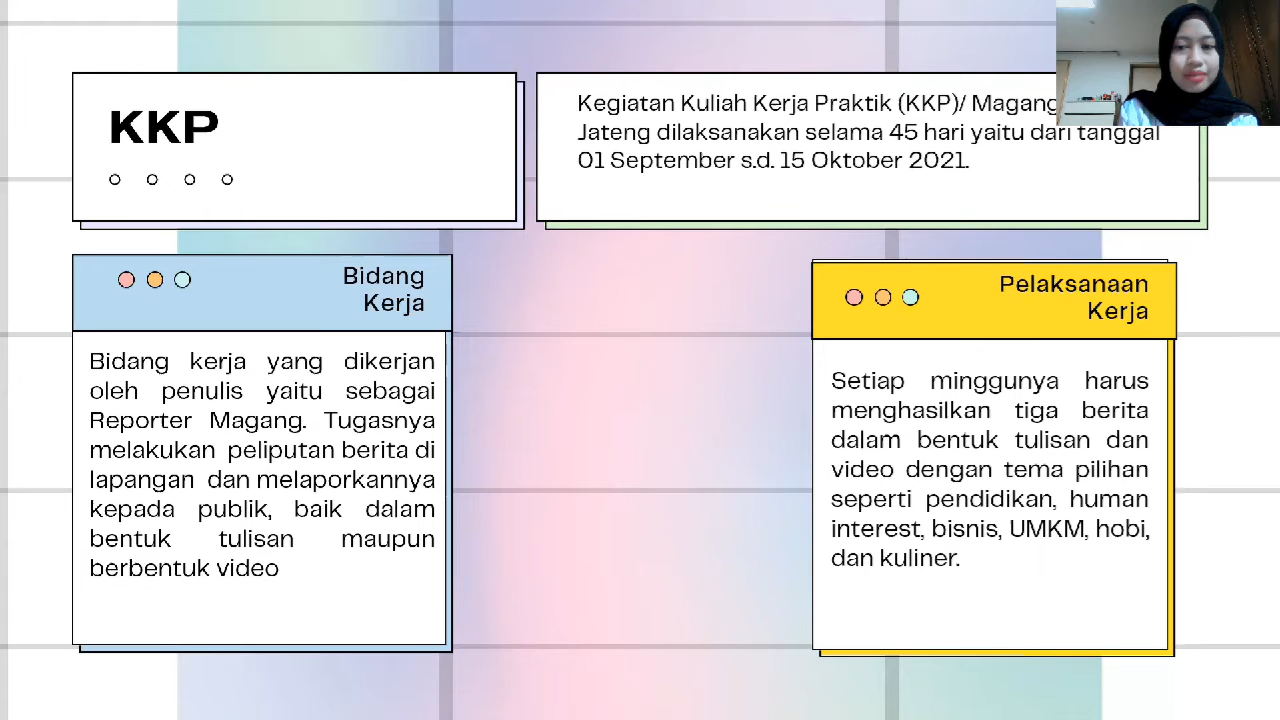 KKP
Kegiatan Kuliah Kerja Praktik (KKP)/ Magang
Jateng dilaksanakan selama 45 hari yaitu dari tanggal
01 September s.d. 15 Oktober 2021.
Bidang
Kerja
Bidang kerja yang dikerjan
oleh penulis yaitu sebagai
Reporter Magang. Tugasnya
melakukan peliputan berita di
lapangan dan melaporkannya
kepada publik, baik dalam
bentuk tulisan maupun
berbentuk video
Pelaksanaan
Kerja
Setiap minggunya harus
menghasilkan tiga berita
dalam bentuk tulisan dan
video dengan tema pilihan
seperti pendidikan, human
interest, bisnis, UMKM, hobi,
dan kuliner.